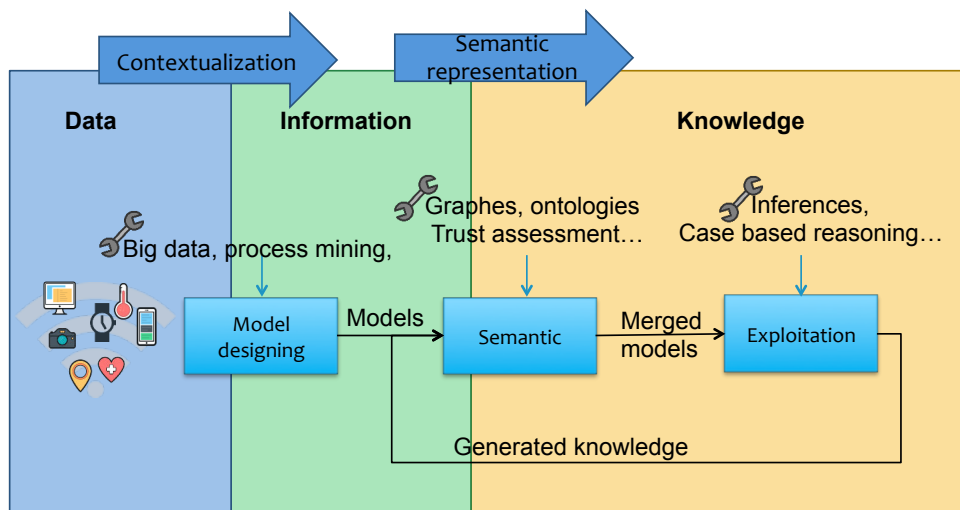 Contextualization
Semantic
representation
Data
Information
Knowledge
Graphes, ontologies
Trust assessment…
Inferences,
Case based reasoning…
Big data, process mining,
Model
designing
Models
Semantic
Merged
models
Exploitation
Generated knowledge